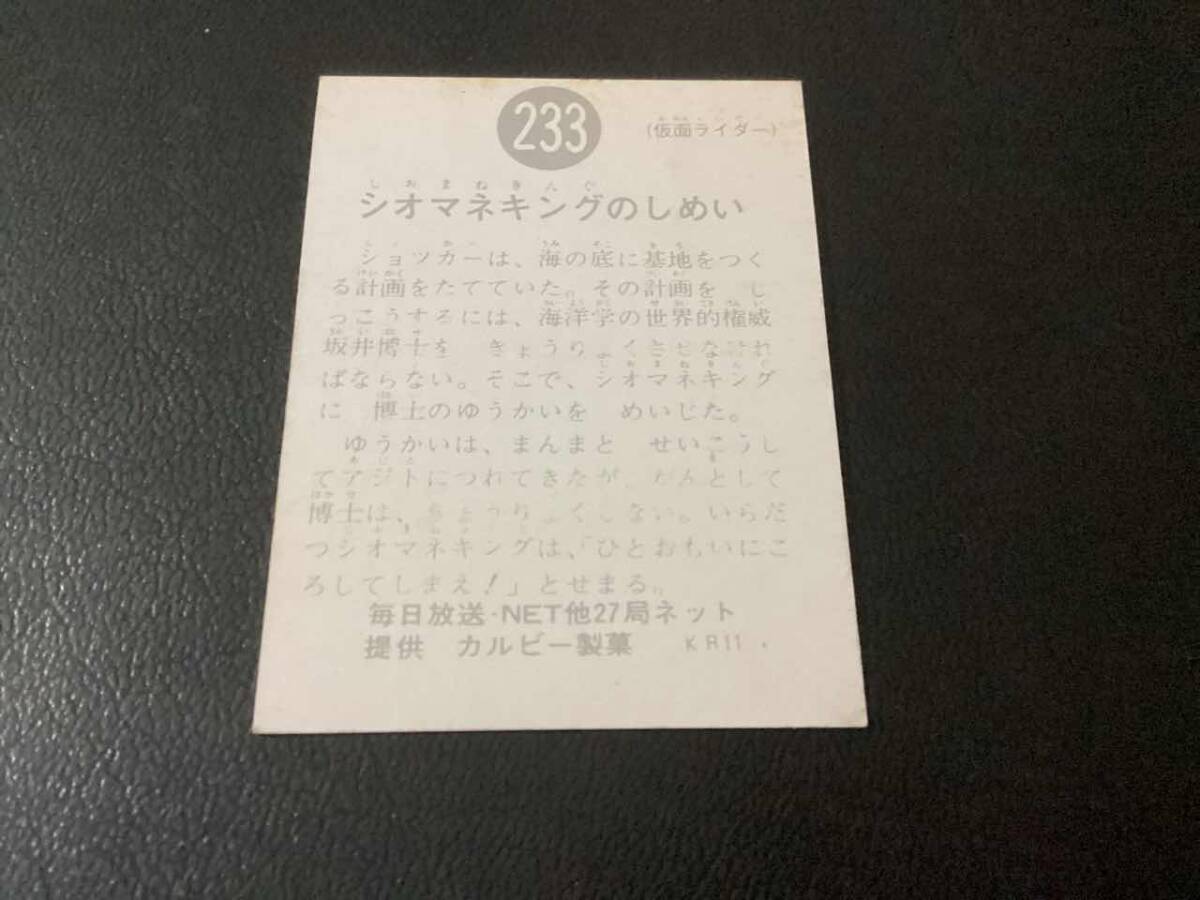 233
(仮面ライダー)
シオマネキングのしめい
ショッカーは、海の底に基地をつく
る計画をたてていた。その計画を じ
っこうするには、海洋学の世界的権威
坂井博士を きょうりょくさせなけれ
ばならない。そこで、シオマネキング
に 博士のゆうかいを めいじた。
ゆうかいは、まんまと せいこうし
てアジトにつれてきたが、だんとして
博士は、きょうりょくしない。いらだ
つシオマネキングは、「ひとおもいにこ
ろしてしまえ!」とせまる。
毎日放送・NET他27局ネット
提供 カルビー製菓 KR11